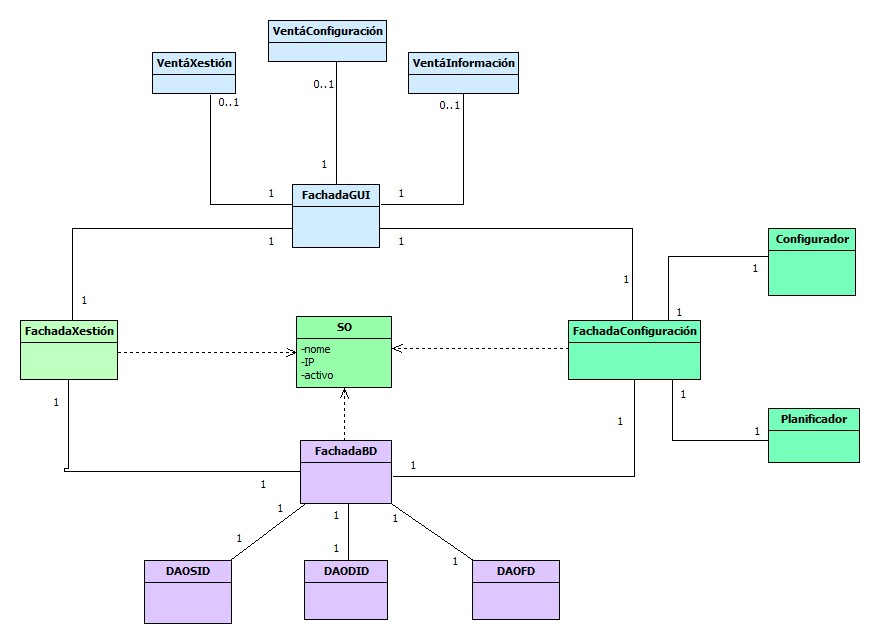 VentáConfiguración
VentáXestión
VentáInformación
0..1
0..1
0..1
1
1
1
FachadaGUI
1
1
Configurador
1
1
1
1
FachadaXestión
SO
FachadaConfiguración
-nome
-IP
-activo
1
1
1
Planificador
1
FachadaBD
1
1
1
1
1
1
1
1
1
DAOSID
DAODID
DAOFD